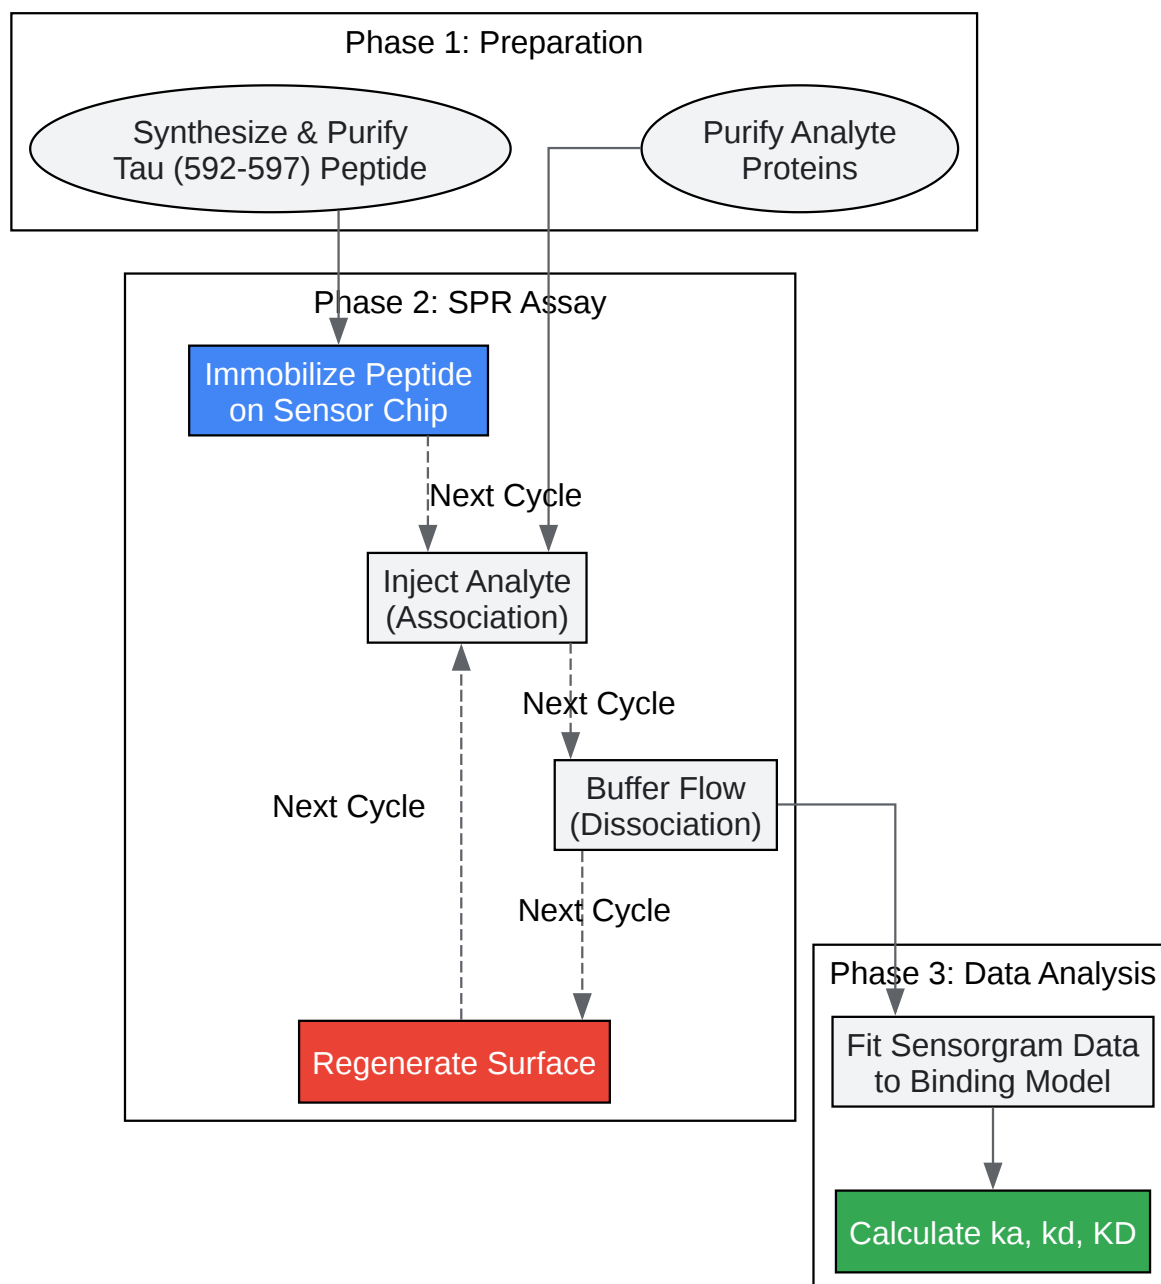 Phase 1: Preparation
Synthesize & Purify
Tau (592-597) Peptide
Purify Analyte
Proteins
Phase 2: SPR Assay
Immobilize Peptide
on Sensor Chip
Next Cycle
Inject Analyte
(Association)
Next Cycle
Buffer Flow
(Dissociation)
Next Cycle
Next Cycle
Regenerate Surface
Phase 3: Data Analysis
Fit Sensorgram Data
to Binding Model
Calculate ka, kd, KD